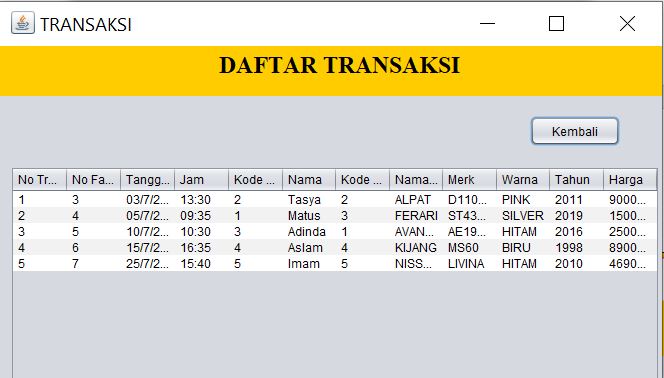 TRANSAKSI
DAFTAR TRANSAKSI
Kembali
No Tr... No Fa... Tangg... Jam Kode ... Nama Kode ... Nama... Merk Warna Tahun Harga
1 3 03/7/2... 13:30 2 Tasya 2 ALPAT D110... PINK 2011 9000...
2 4 05/7/2... 09:35 1 Matus 3 FERARI ST43... SILVER 2019 1500...
3 5 10/7/2... 10:30 3 Adinda 1 AVAN... AE19... HITAM 2016 2500...
4 6 15/7/2... 16:35 4 Aslam 4 KIJANG MS60 BIRU 1998 8900...
5 7 25/7/2... 15:40 5 Imam 5 NISS... LIVINA HITAM 2010 4690...